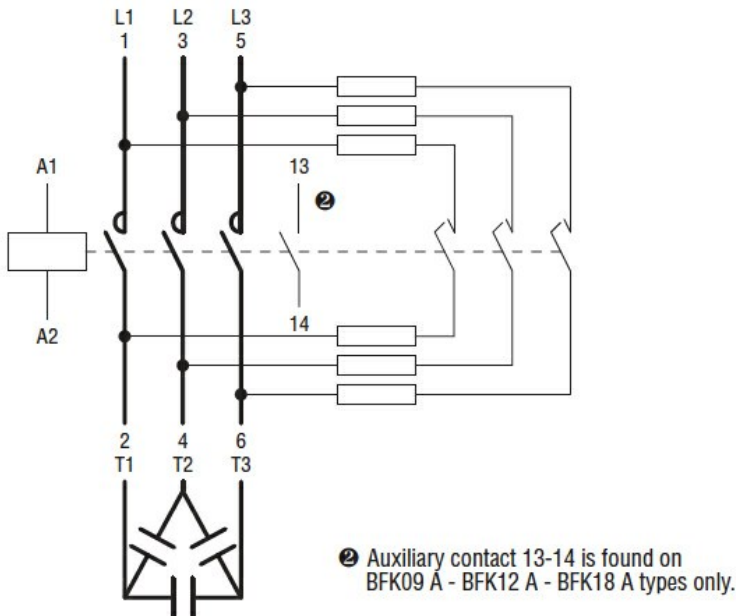 L1 L2 L3
1 3 5
A1
13
❷
A2
14
2 4 6
T1 T2 T3
❷ Auxiliary contact 13-14 is found on
BFK09 A - BFK12 A - BFK18 A types only.